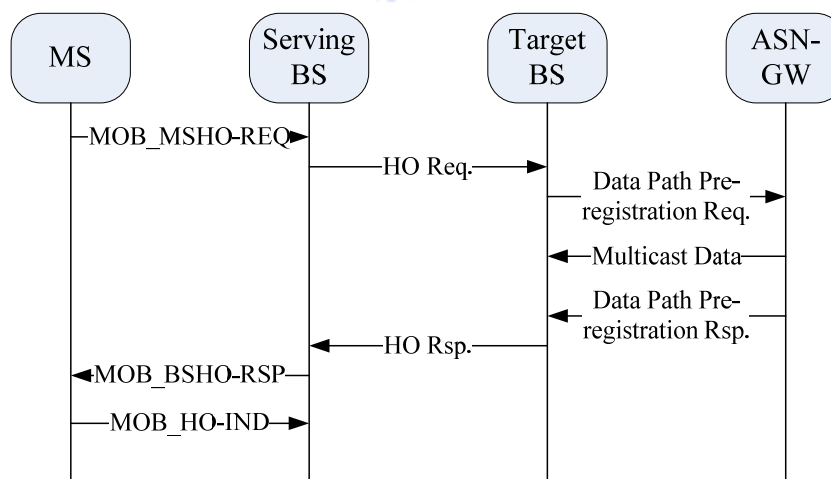 MS
Serving
BS
Target
BS
ASN-
GW
MOB_MSHO-REQ
HO Req.
Data Path Pre-
registration Req.
Multicast Data
Data Path Pre-
registration Rsp.
HO Rsp.
MOB_BSHO-RSP
MOB_HO-IND